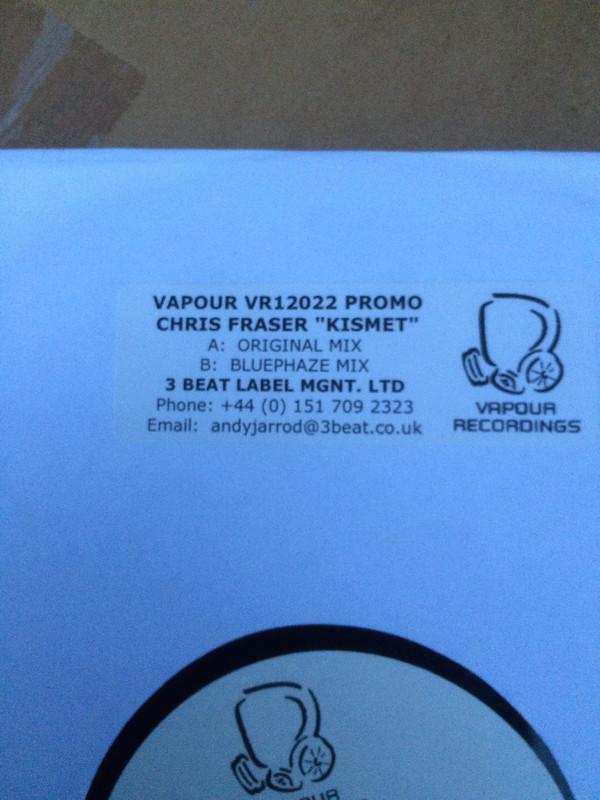 VAPOUR VR12022 PROMO
CHRIS FRASER "KISMET"
A: ORIGINAL MIX
B: BLUEPHAZE MIX
3 BEAT LABEL MGNT. LTD
Phone: +44 (0) 151 709 2323
Email: andyjarrod@3beat.co.uk
VAPOUR
RECORDINGS